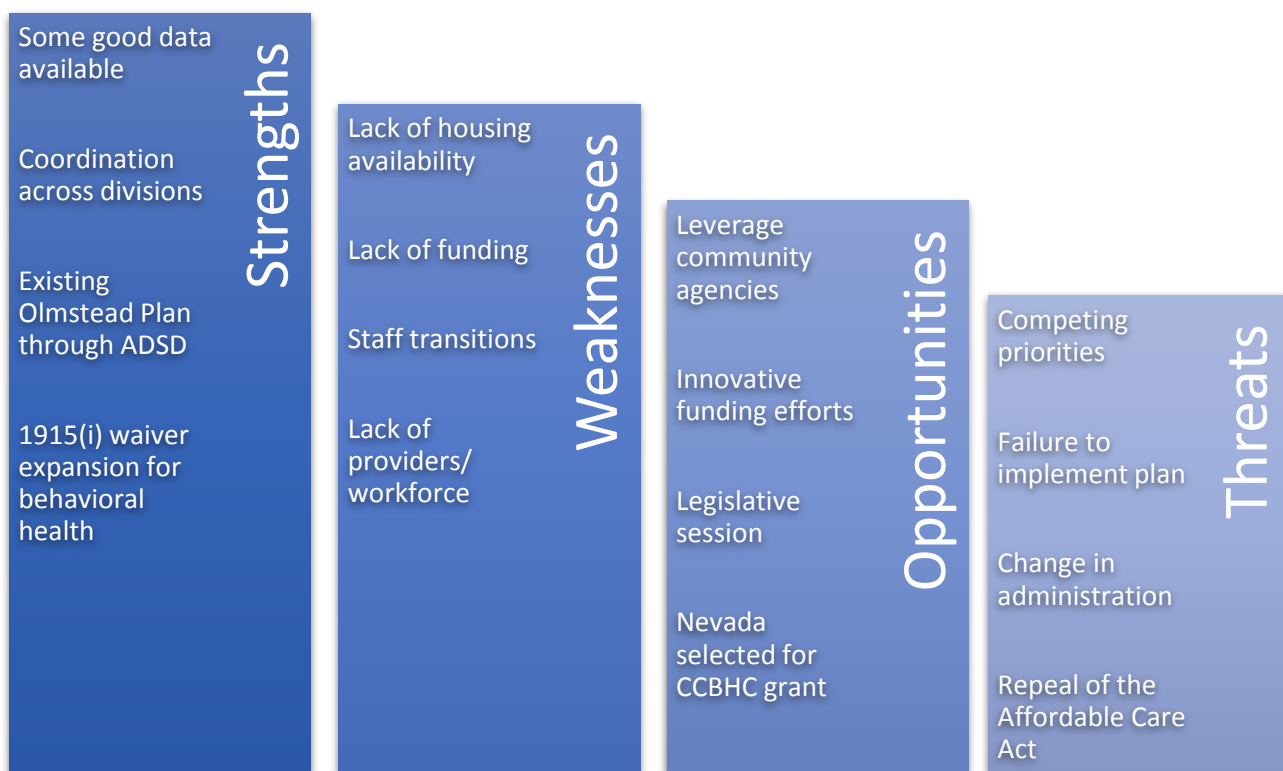 Strengths
Some good data
available
Coordination
across divisions
Existing
Olmstead Plan
through ADSD
1915(i) waiver
expansion for
behavioral
health
Weaknesses
Lack of housing
availability
Lack of funding
Staff transitions
Lack of
providers/
workforce
Opportunities
Leverage
community
agencies
Innovative
funding efforts
Legislative
session
Nevada
selected for
CCBHC grant
Threats
Competing
priorities
Failure to
implement plan
Change in
administration
Repeal of the
Affordable Care
Act